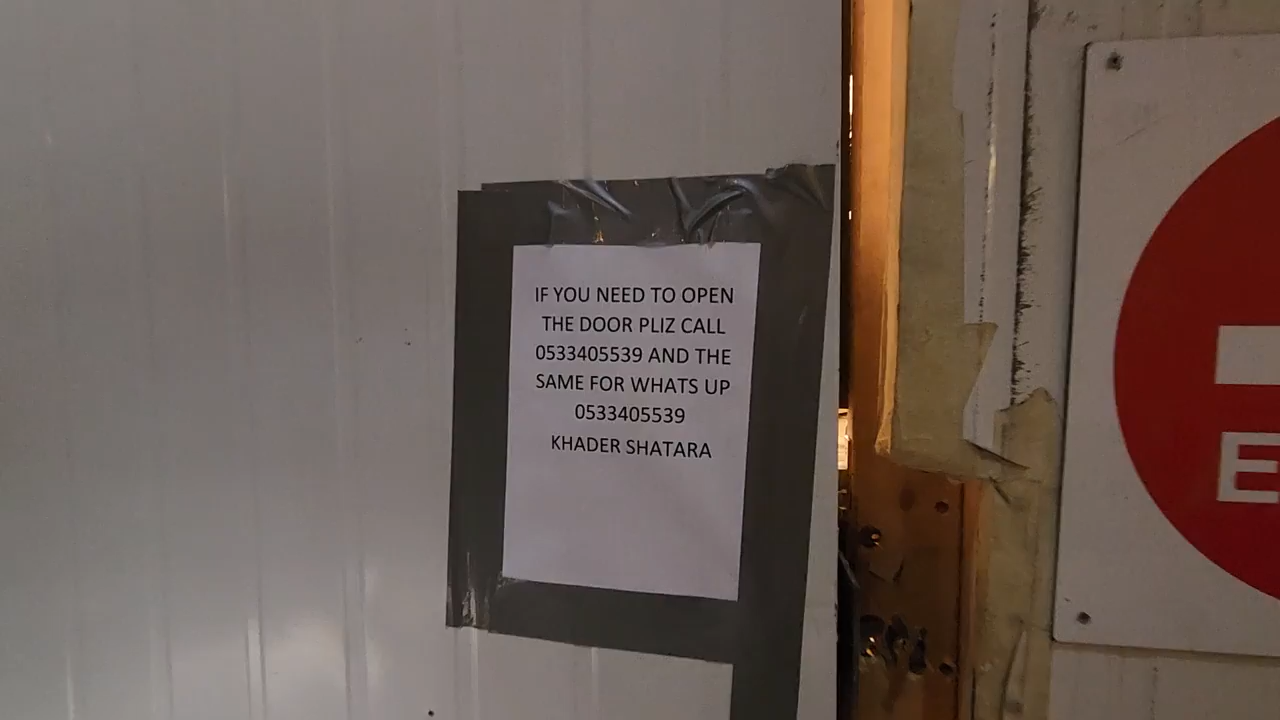 IF YOU NEED TO OPEN
THE DOOR PLIZ CALL
0533405539 AND THE
SAME FOR WHATS UP
0533405539
KHADER SHATARA